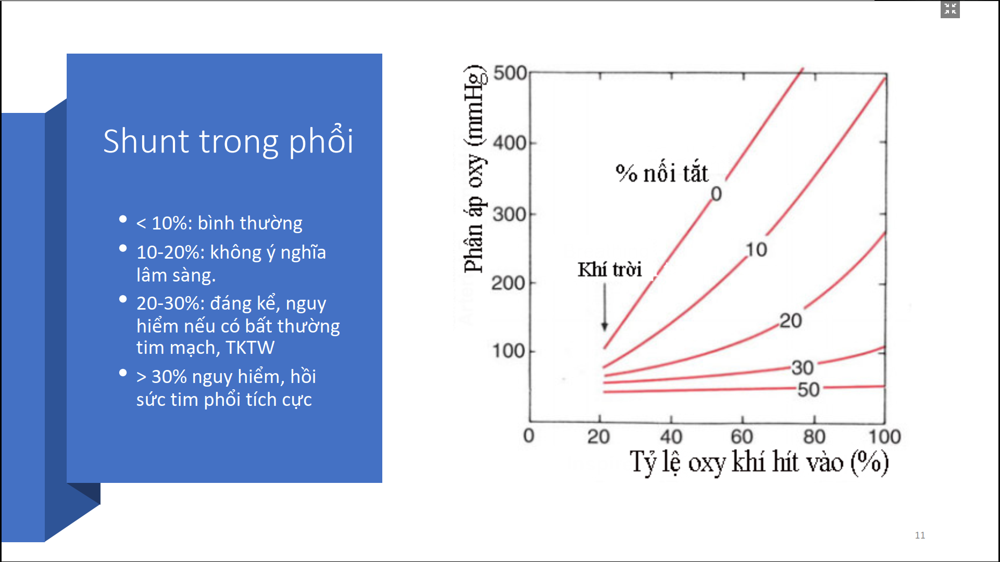 Shunt trong phổi
• < 10%: bình thường
• 10-20%: không ý nghĩa
lâm sàng.
• 20-30%: đáng kể, nguy
hiểm nếu có bất thường
tim mạch, TKTW
• > 30% nguy hiểm, hồi
sức tim phổi tích cực
Phân áp oxy (mmHg)
500
400
300
200
100
% nối tắt
0
10
Khí trời
20
30
50
0 20 40 60 80 100
Tỷ lệ oxy khí hít vào (%)
11